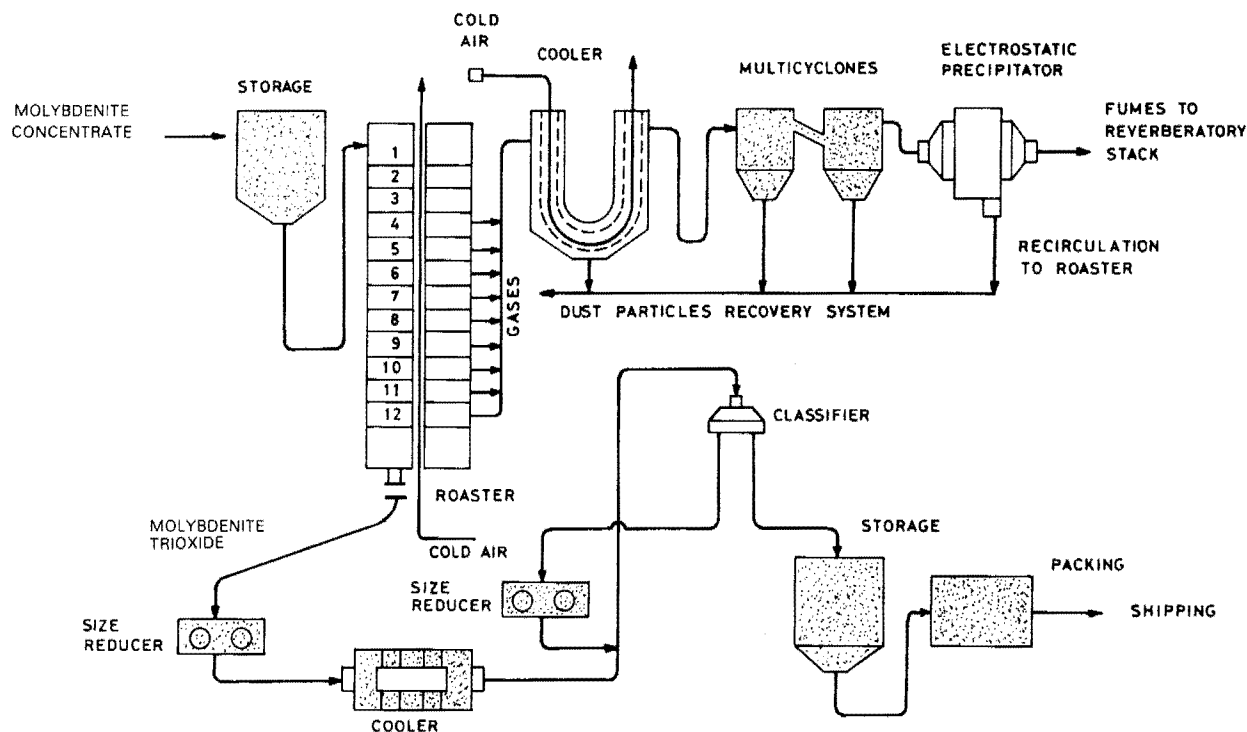 COLD
AIR
COOLER
ELECTROSTATIC
PRECIPITATOR
MULTICYCLONES
STORAGE
MOLYBDENITE
CONCENTRATE
FUMES TO
REVERBERATORY
STACK
1
2
3
4
5
6
7
8
9
10
11
12
GASES
RECIRCULATION
TO ROASTER
DUST PARTICLES RECOVERY SYSTEM
CLASSIFIER
ROASTER
MOLYBDENITE
TRIOXIDE
COLD AIR
STORAGE
PACKING
SIZE
REDUCER
SHIPPING
SIZE
REDUCER
COOLER